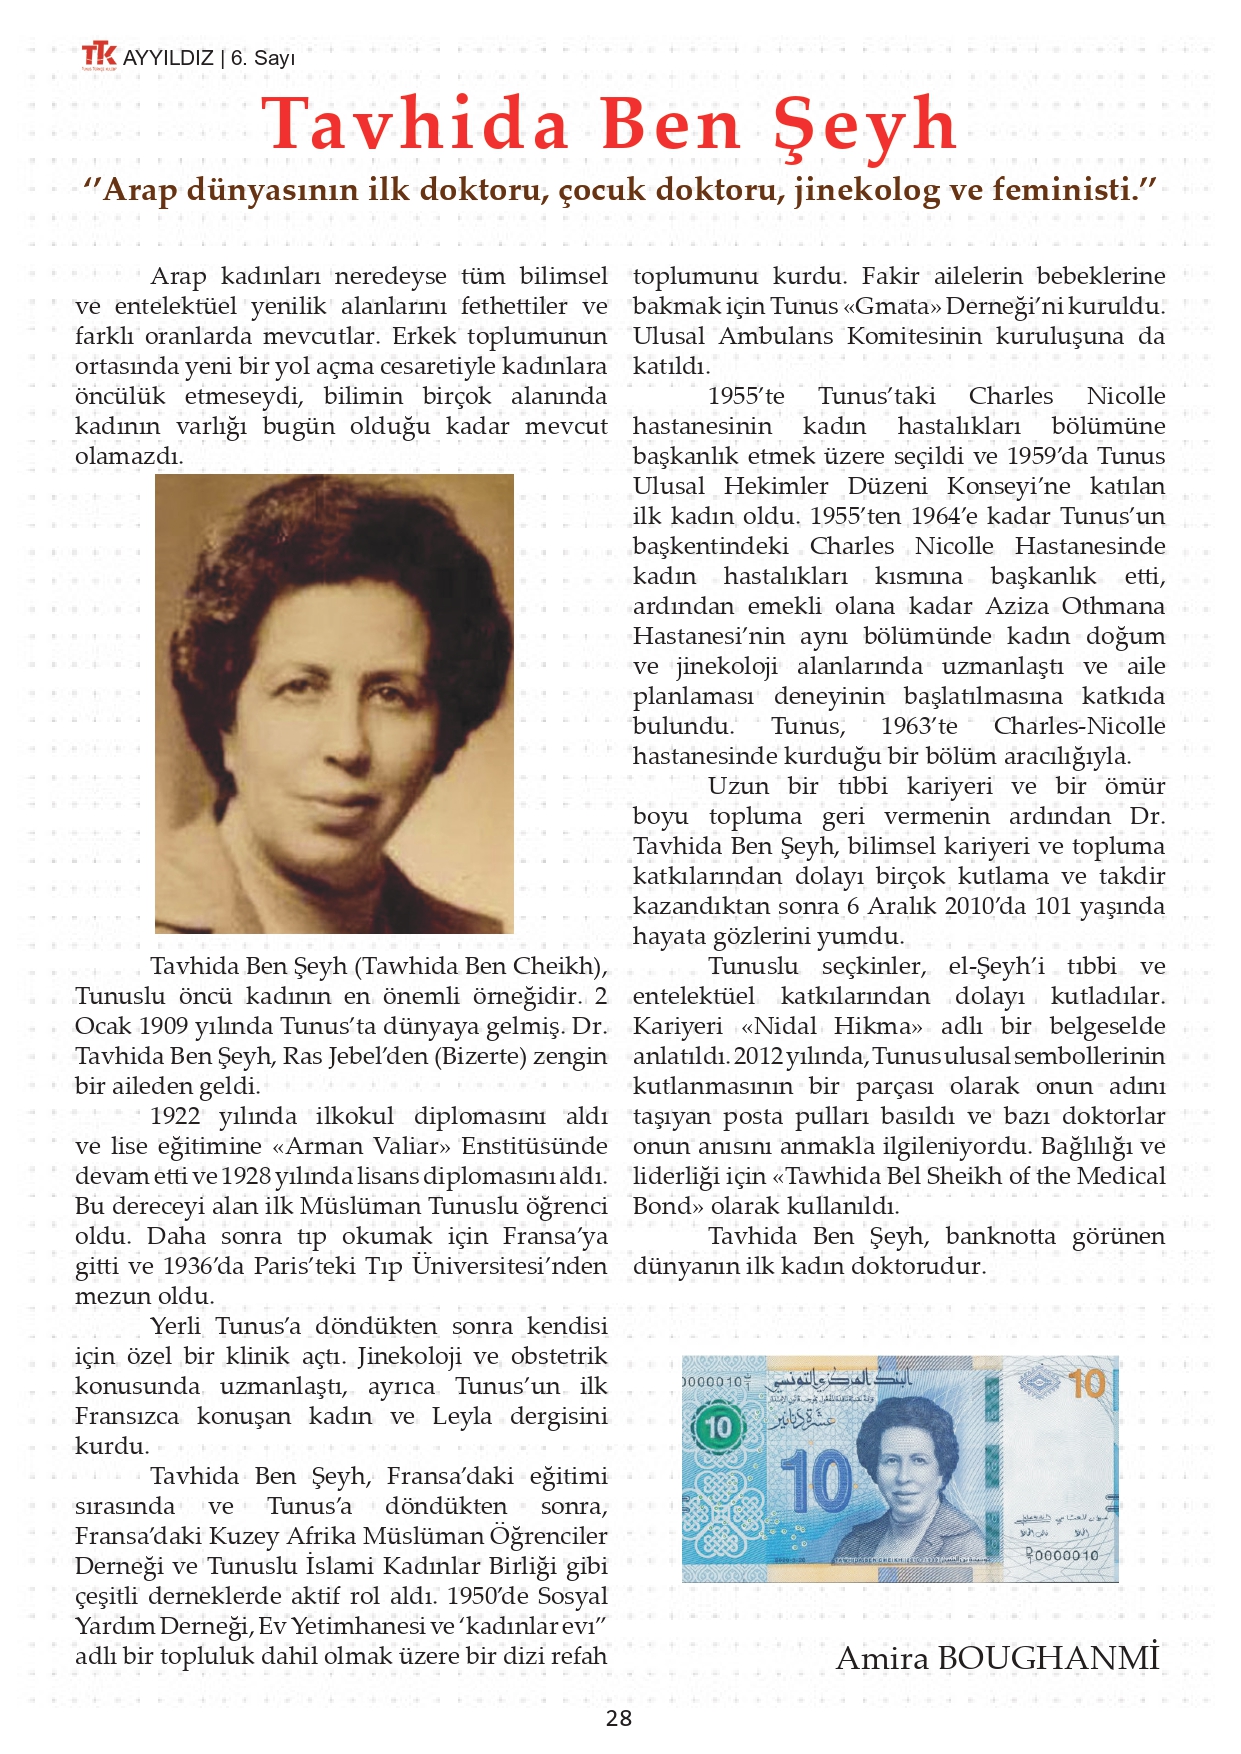 TTK AYYILDIZ | 6. Sayı
Tavhida Ben Şeyh
‘’Arap dünyasının ilk doktoru, çocuk doktoru, jinekolog ve feministi.’’
Arap kadınları neredeyse tüm bilimsel
ve entelektüel yenilik alanlarını fethettiler ve
farklı oranlarda mevcutlar. Erkek toplumunun
ortasında yeni bir yol açma cesaretiyle kadınlara
öncülük etmeseydi, bilimin birçok alanında
kadının varlığı bugün olduğu kadar mevcut
olamazdı.
Tavhida Ben Şeyh (Tawhida Ben Cheikh),
Tunuslu öncü kadının en önemli örneğidir. 2
Ocak 1909 yılında Tunus’ta dünyaya gelmiş. Dr.
Tavhida Ben Şeyh, Ras Jebel’den (Bizerte) zengin
bir aileden geldi.
1922 yılında ilkokul diplomasını aldı
ve lise eğitimine «Arman Valiar» Enstitüsünde
devam etti ve 1928 yılında lisans diplomasını aldı.
Bu dereceyi alan ilk Müslüman Tunuslu öğrenci
oldu. Daha sonra tıp okumak için Fransa’ya
gitti ve 1936’da Paris’teki Tıp Üniversitesi’nden
mezun oldu.
Yerli Tunus’a döndükten sonra kendisi
için özel bir klinik açtı. Jinekoloji ve obstetrik
konusunda uzmanlaştı, ayrıca Tunus’un ilk
Fransızca konuşan kadın ve Leyla dergisini
kurdu.
Tavhida Ben Şeyh, Fransa’daki eğitimi
sırasında ve Tunus’a döndükten sonra,
Fransa’daki Kuzey Afrika Müslüman Öğrenciler
Derneği ve Tunuslu İslami Kadınlar Birliği gibi
çeşitli derneklerde aktif rol aldı. 1950’de Sosyal
Yardım Derneği, Ev Yetimhanesi ve ‘kadınlar evı”
adlı bir topluluk dahil olmak üzere bir dizi refah
toplumunu kurdu. Fakir ailelerin bebeklerine
bakmak için Tunus «Gmata» Derneği’ni kuruldu.
Ulusal Ambulans Komitesinin kuruluşuna da
katıldı.
1955’te Tunus’taki Charles Nicolle
hastanesinin kadın hastalıkları bölümüne
başkanlık etmek üzere seçildi ve 1959’da Tunus
Ulusal Hekimler Düzeni Konseyi’ne katılan
ilk kadın oldu. 1955’ten 1964’e kadar Tunus’un
başkentindeki Charles Nicolle Hastanesinde
kadın hastalıkları kısmına başkanlık etti,
ardından emekli olana kadar Aziza Othmana
Hastanesi’nin aynı bölümünde kadın doğum
ve jinekoloji alanlarında uzmanlaştı ve aile
planlaması deneyinin başlatılmasına katkıda
bulundu. Tunus, 1963’te Charles-Nicolle
hastanesinde kurduğu bir bölüm aracılığıyla.
Uzun bir tıbbi kariyeri ve bir ömür
boyu topluma geri vermenin ardından Dr.
Tavhida Ben Şeyh, bilimsel kariyeri ve topluma
katkılarından dolayı birçok kutlama ve takdir
kazandıktan sonra 6 Aralık 2010’da 101 yaşında
hayata gözlerini yumdu.
Tunuslu seçkinler, el-Şeyh’i tıbbi ve
entelektüel katkılarından dolayı kutladılar.
Kariyeri «Nidal Hikma» adlı bir belgeselde
anlatıldı. 2012 yılında, Tunus ulusal sembollerinin
kutlanmasının bir parçası olarak onun adını
taşıyan posta pulları basıldı ve bazı doktorlar
onun anısını anmakla ilgileniyordu. Bağlılığı ve
liderliği için «Tawhida Bel Sheikh of the Medical
Bond» olarak kullanıldı.
Tavhida Ben Şeyh, banknotta görünen
dünyanın ilk kadın doktorudur.
البنك المركزي التونسي
عشرة دنانير
10
10
10
0000010
Amira BOUGHANMİ
28